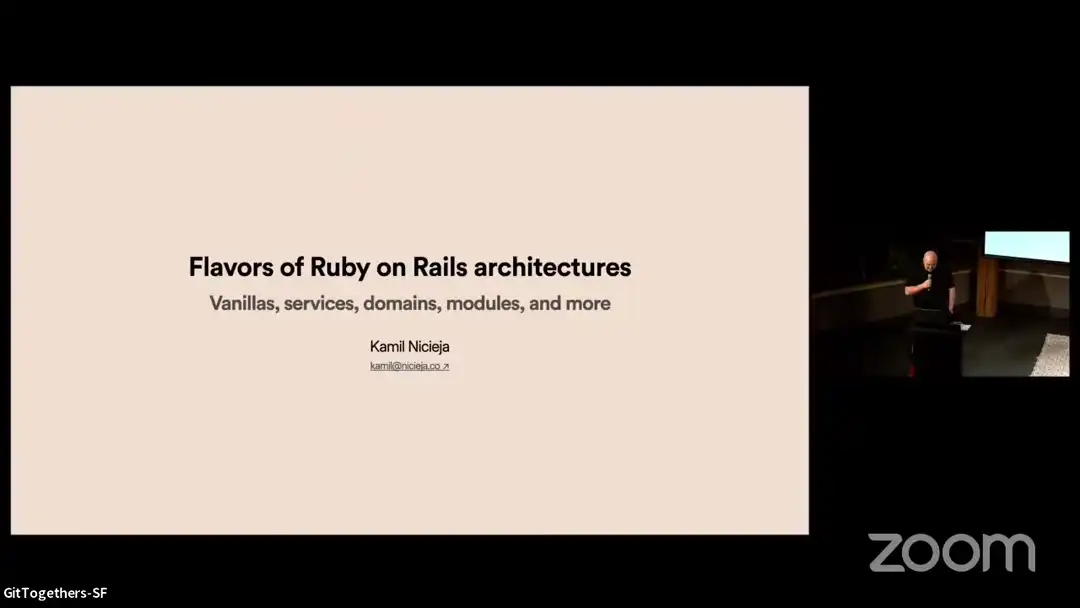 Flavors of Ruby on Rails architectures
Vanillas, services, domains, modules, and more
Kamil Nicieja
kamil@nicieja.co ↗
zoom
GitTogethers-SF